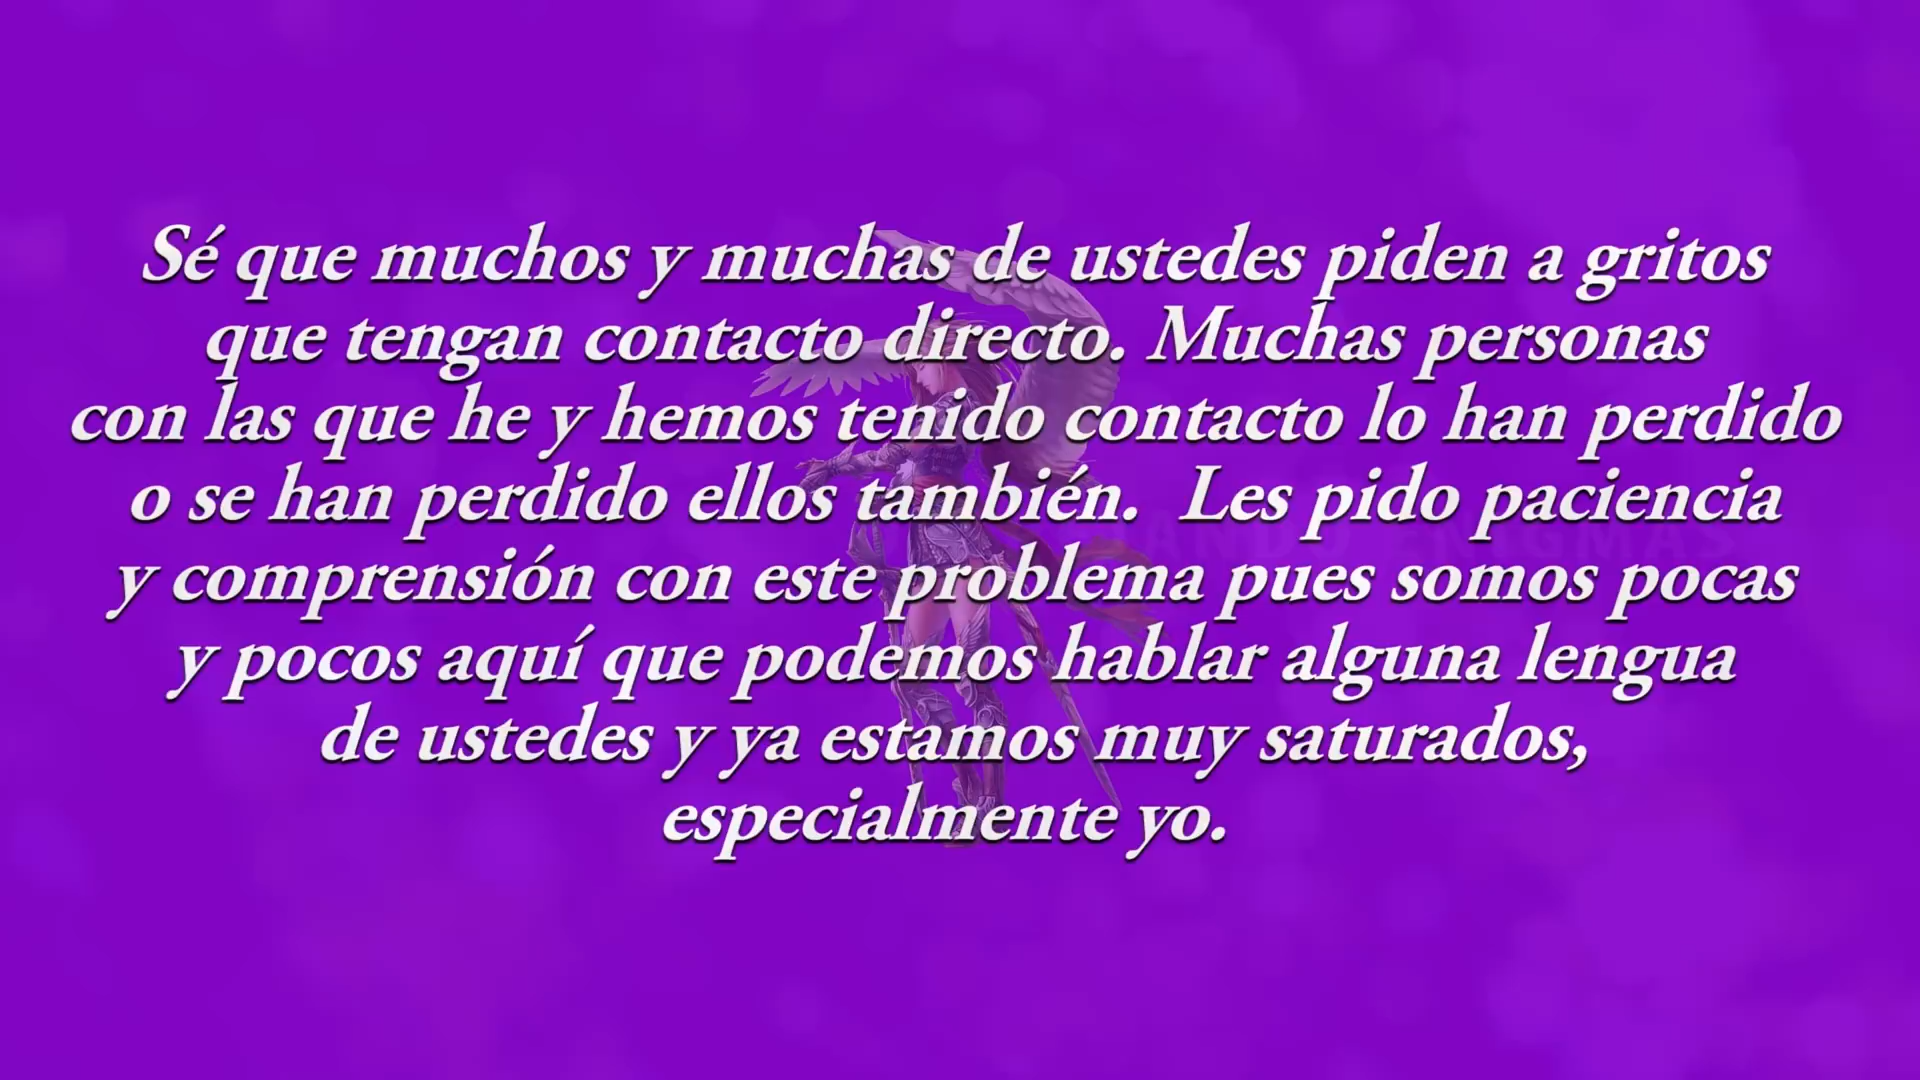 Sé que muchos y muchas de ustedes piden a gritos
que tengan contacto directo. Muchas personas
con las que he y hemos tenido contacto lo han perdido
o se han perdido ellos también.  Les pido paciencia
y comprensión con este problema pues somos pocas
y pocos aquí que podemos hablar alguna lengua
de ustedes y ya estamos muy saturados,
especialmente yo.
ENIGMAS